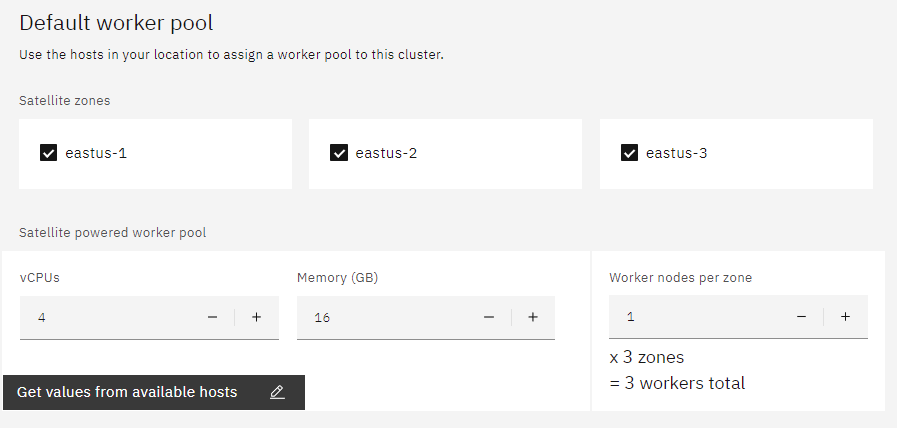 Default worker pool
Use the hosts in your location to assign a worker pool to this cluster.
Satellite zones
eastus-1
eastus-2
eastus-3
Satellite powered worker pool
vCPUs
Memory (GB)
Worker nodes per zone
4
16
1
x 3 zones
= 3 workers total
Get values from available hosts